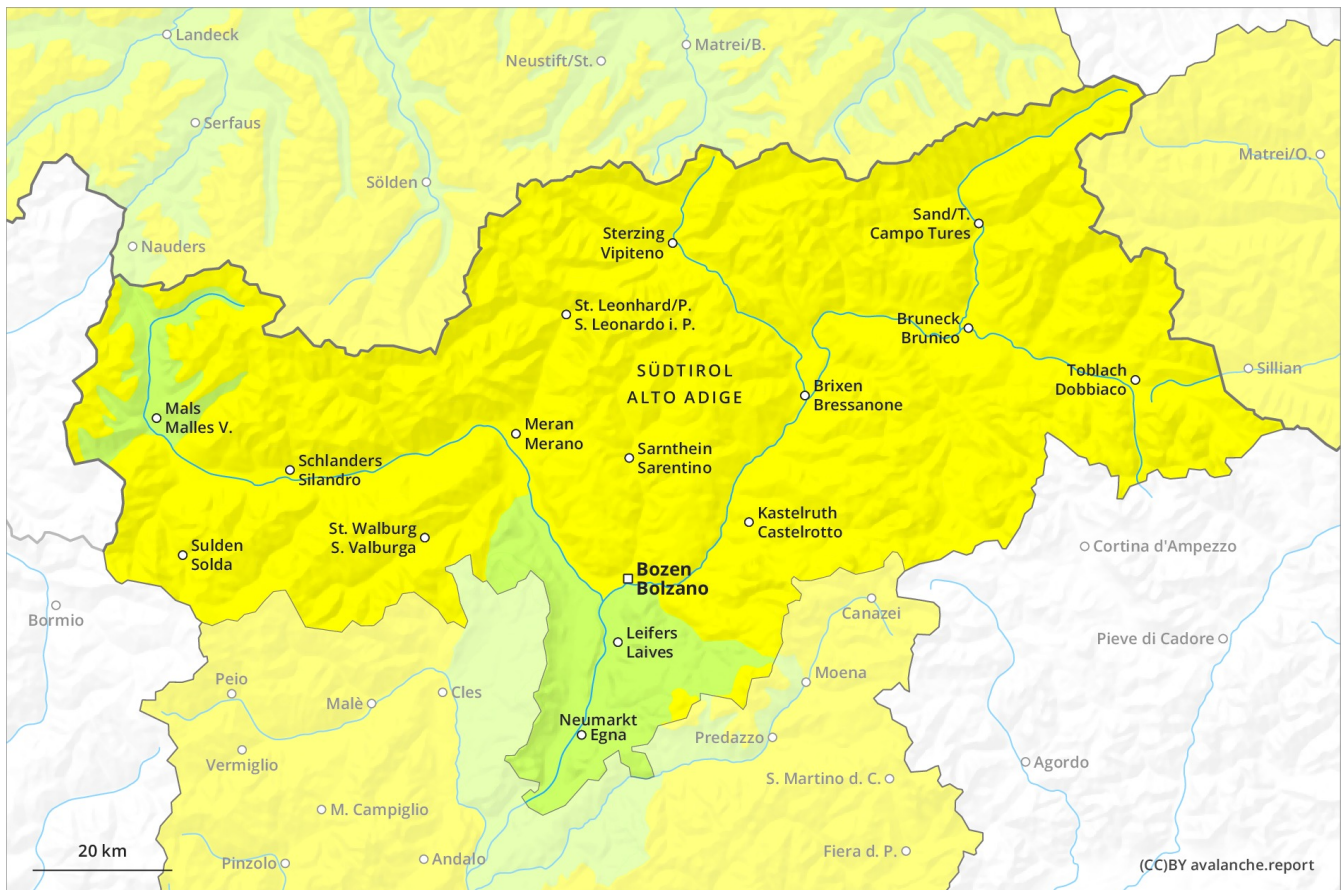 Landeck
Matrei/B.
Neustift/St.
Serfaus
Matrei/O.
Sölden
Sand/T.
Campo Tures
Sterzing
Vipiteno
Nauders
St. Leonhard/P.
S. Leonardo i. P.
Bruneck
Brunico
SÜDTIROL
ALTO ADIGE
Toblach
Dobbiaco
Sillian
Brixen
Bressanone
Mals
Malles V.
Meran
Merano
Schlanders
Silandro
Sarnthein
Sarentino
Kastelruth
Castelrotto
St. Walburg
S. Valburga
Sulden
Solda
Cortina d'Ampezzo
Bozen
Bolzano
Bormio
Canazei
Leifers
Laives
Pieve di Cadore
Peio
Moena
Malè
Cles
Neumarkt
Egna
Predazzo
Vermiglio
Agordo
S. Martino d. C.
M. Campiglio
20 km
Pinzolo
Andalo
Fiera d. P.
(CC)BY avalanche.report